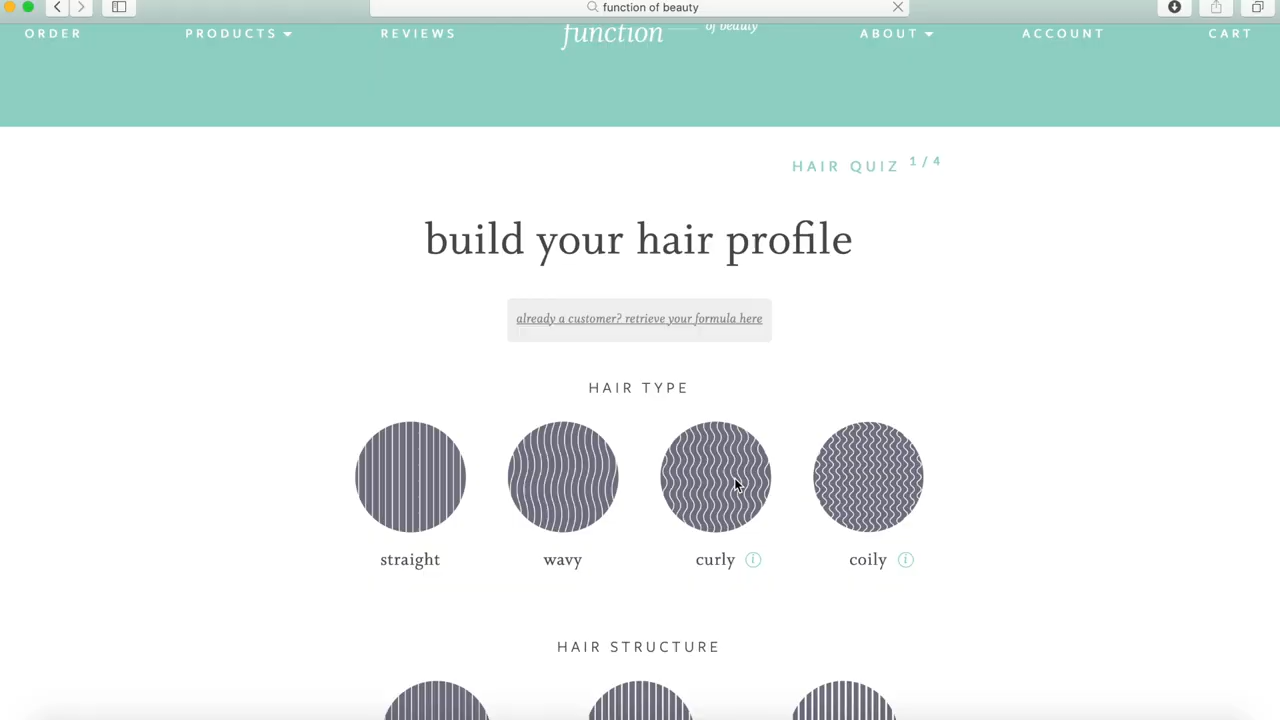 function of beauty
ORDER
PRODUCTS
REVIEWS
function of beauty
ABOUT
ACCOUNT
CART
HAIR QUIZ 1/4
build your hair profile
already a customer? retrieve your formula here
HAIR TYPE
straight
wavy
curly i
coily i
HAIR STRUCTURE